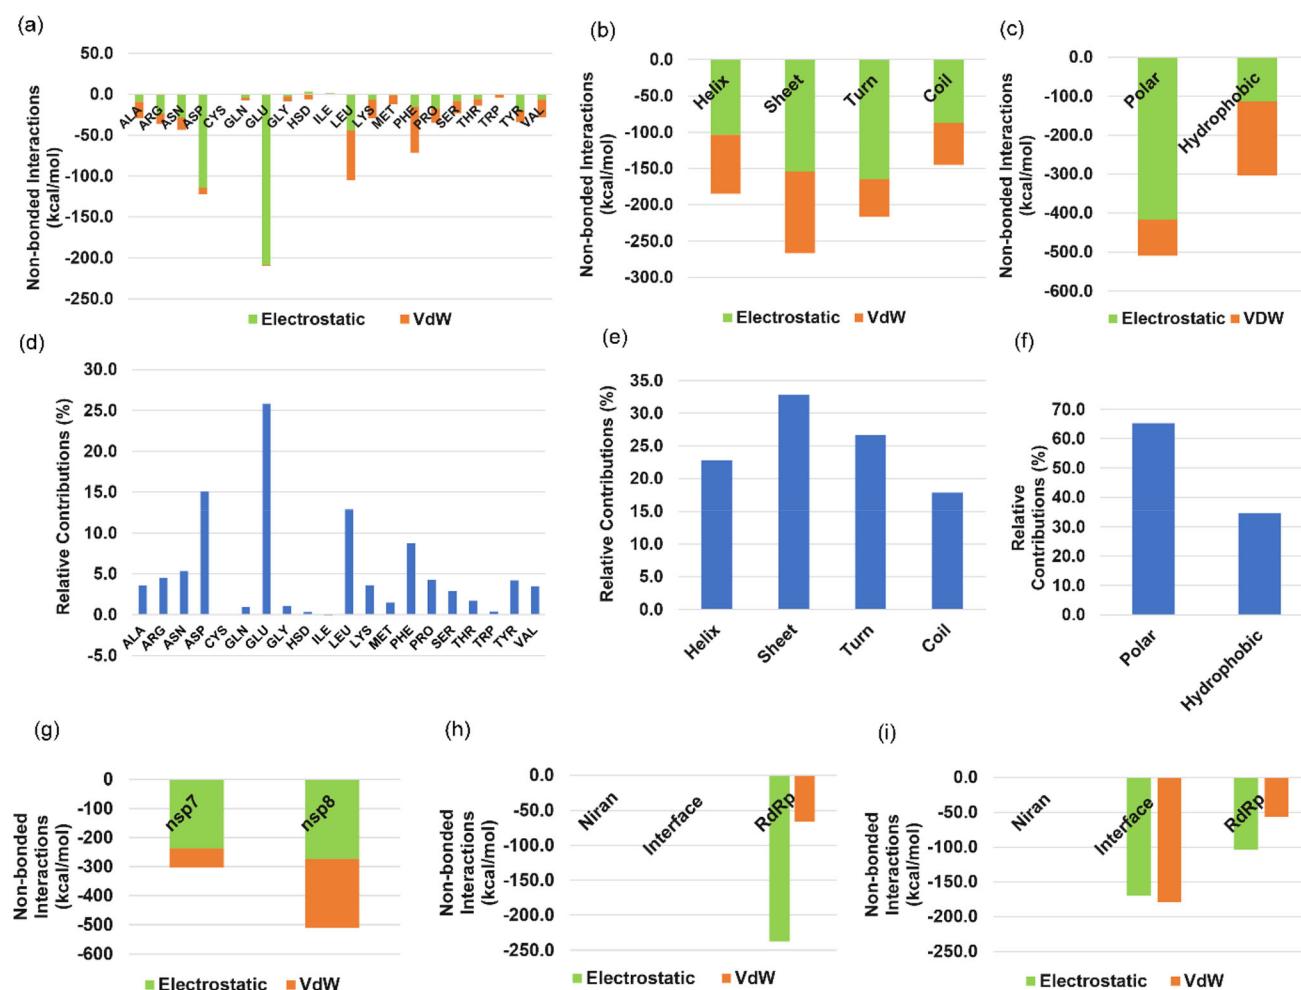 (a)
50.0
0.0
-50.0
-100.0
-150.0
-200.0
-250.0
Non-bonded Interactions
(kcal/mol)
ALA
ARG
ASN
ASP
CYS
GLN
GLU
GLY
HSD
ILE
LEU
LYS
MET
PHE
PRO
SER
THR
TRP
TYR
VAL
Electrostatic
VdW
(b)
0.0
-50.0
-100.0
-150.0
-200.0
-250.0
-300.0
Non-bonded Interactions
(kcal/mol)
Helix
Sheet
Turn
Coil
Electrostatic
VdW
(c)
0.0
-100.0
-200.0
-300.0
-400.0
-500.0
-600.0
Non-bonded Interactions
(kcal/mol)
Polar
Hydrophobic
Electrostatic
VDW
(d)
30.0
25.0
20.0
15.0
10.0
5.0
0.0
-5.0
Relative Contributions (%)
ALA
ARG
ASN
ASP
CYS
GLN
GLU
GLY
HSD
ILE
LEU
LYS
MET
PHE
PRO
SER
THR
TRP
TYR
VAL
(e)
35.0
30.0
25.0
20.0
15.0
10.0
5.0
0.0
Relative Contributions (%)
Helix
Sheet
Turn
Coil
(f)
70.0
60.0
50.0
40.0
30.0
20.0
10.0
0.0
Relative
Contributions (%)
Polar
Hydrophobic
(g)
0
-100
-200
-300
-400
-500
-600
Non-bonded
Interactions
(kcal/mol)
nsp7
nsp8
Electrostatic
VdW
(h)
0.0
-50.0
-100.0
-150.0
-200.0
-250.0
Non-bonded
Interactions
(kcal/mol)
Niran
Interface
RdRp
Electrostatic
VdW
(i)
0.0
-50.0
-100.0
-150.0
-200.0
-250.0
Non-bonded
Interactions
(kcal/mol)
Niran
Interface
RdRp
Electrostatic
VdW